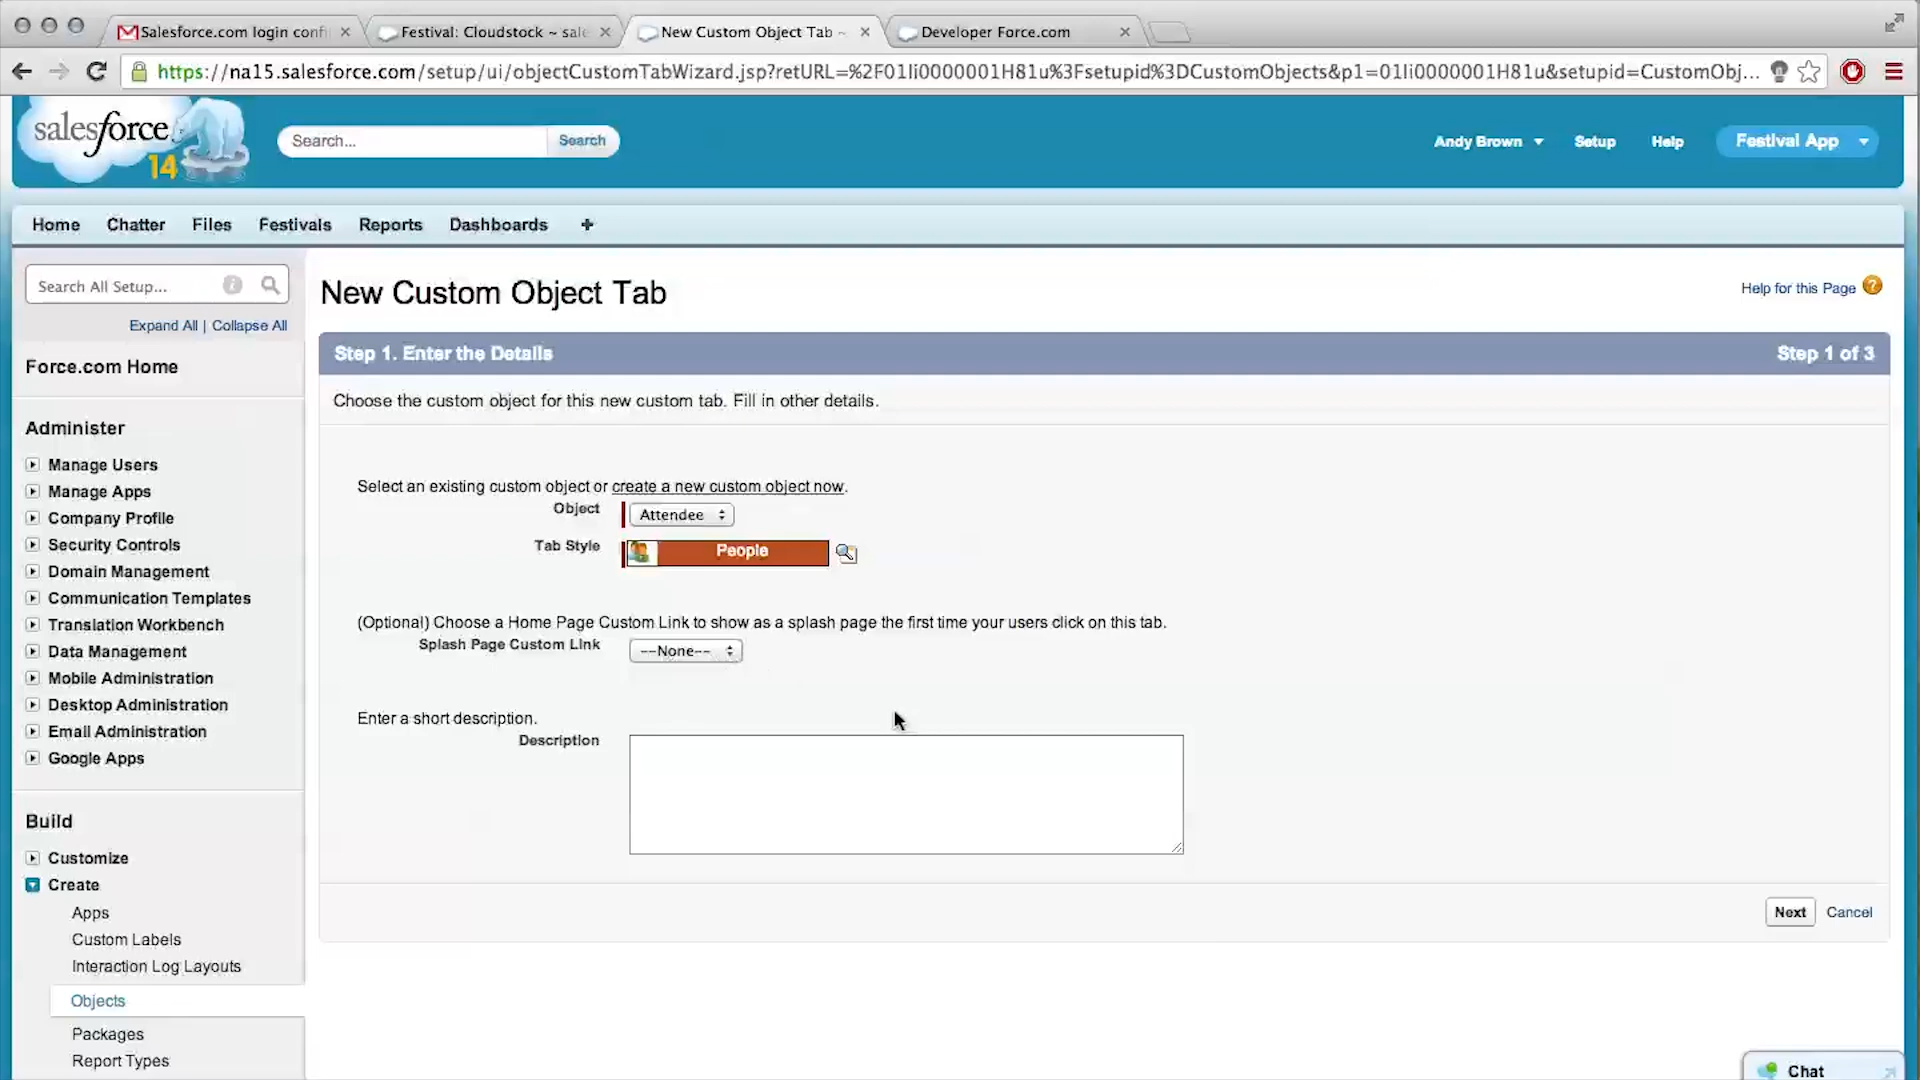 Salesforce.com login confi
Festival: Cloudstock ~ sale
New Custom Object Tab ~
Developer Force.com
https://na15.salesforce.com/setup/ui/objectCustomTabWizard.jsp?retURL=%2F01Ii0000001H81u%3Fsetupid%3DCustomObjects&p1=01Ii0000001H81u&setupid=CustomObj...
salesforce
14
Search...
Search
Andy Brown
Setup
Help
Festival App
Home
Chatter
Files
Festivals
Reports
Dashboards
+
Search All Setup...
Expand All | Collapse All
Force.com Home
Administer
Manage Users
Manage Apps
Company Profile
Security Controls
Domain Management
Communication Templates
Translation Workbench
Data Management
Mobile Administration
Desktop Administration
Email Administration
Google Apps
Build
Customize
Create
Apps
Custom Labels
Interaction Log Layouts
Objects
Packages
Report Types
New Custom Object Tab
Help for this Page ?
Step 1. Enter the Details
Step 1 of 3
Choose the custom object for this new custom tab. Fill in other details.
Select an existing custom object or create a new custom object now.
Object
Attendee
Tab Style
People
(Optional) Choose a Home Page Custom Link to show as a splash page the first time your users click on this tab.
Splash Page Custom Link
--None--
Enter a short description.
Description
Next
Cancel
Chat